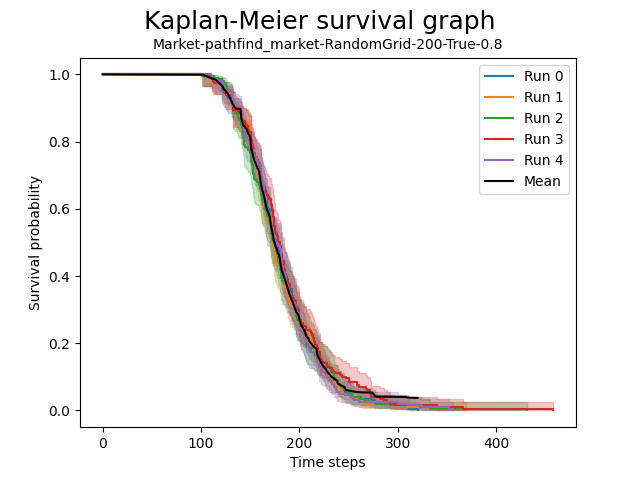 Kaplan-Meier survival graph
Market-pathfind_market-RandomGrid-200-True-0.8
Survival probability
1.0
0.8
0.6
0.4
0.2
0.0
Run 0
Run 1
Run 2
Run 3
Run 4
Mean
0
100
200
300
400
Time steps